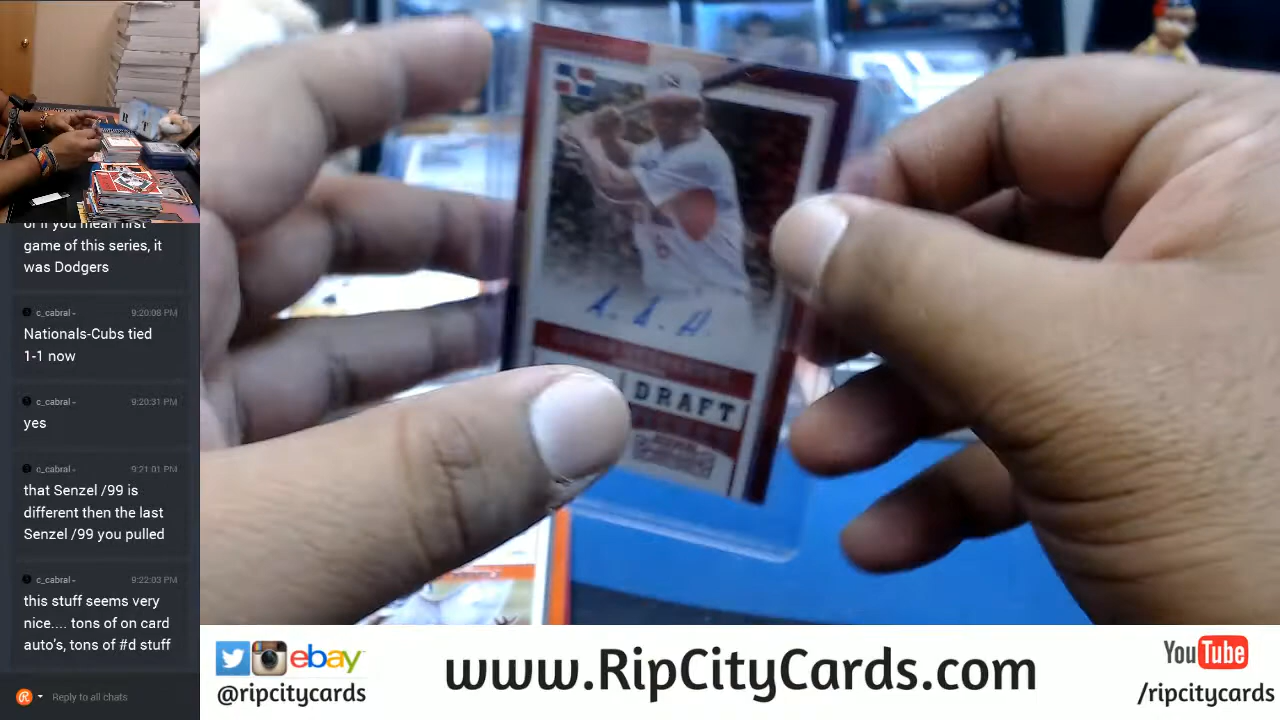 or if you mean first
game of this series, it
was Dodgers
c_cabral
9:20:08 PM
Nationals-Cubs tied
1-1 now
c_cabral
9:20:31 PM
yes
c_cabral
9:21:01 PM
that Senzel /99 is
different then the last
Senzel /99 you pulled
c_cabral
9:22:03 PM
this stuff seems very
nice.... tons of on card
auto's, tons of #d stuff
Reply to all chats
A. A. H.
DRAFT
ebay
@ripcitycards
www.RipCityCards.com
YouTube
/ripcitycards